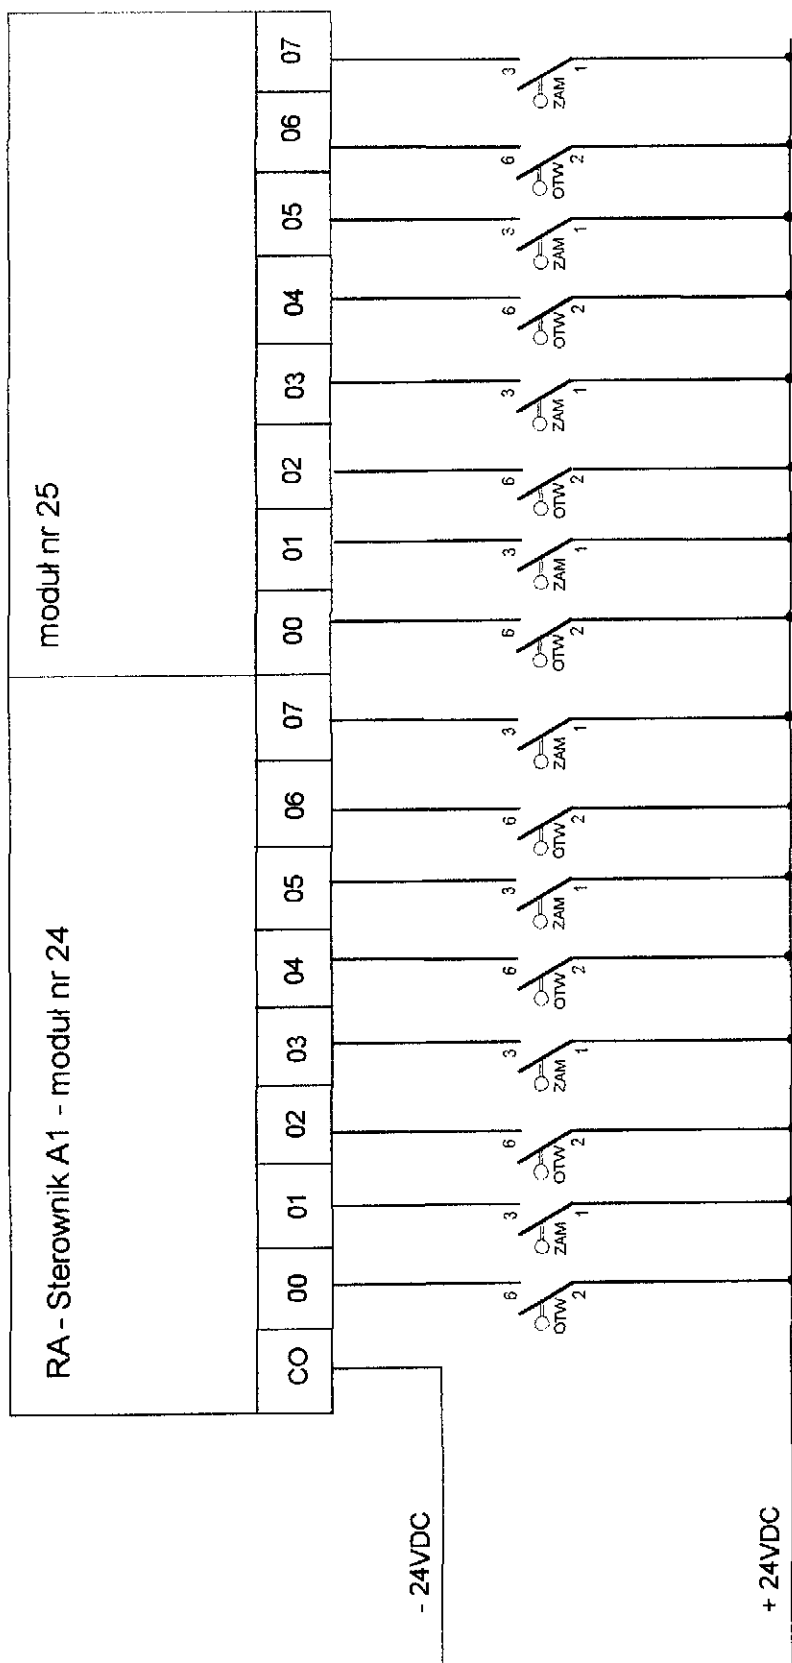 RA - Sterownik A1 - moduł nr 24 moduł nr 25
CO 00 01 02 03 04 05 06 07 00 01 02 03 04 05 06 07
- 24VDC
6 3 6 3 6 3 6 3 6 3 6 3 6 3 6 3
OTW ZAM OTW ZAM OTW ZAM OTW ZAM OTW ZAM OTW ZAM OTW ZAM OTW ZAM
2 1 2 1 2 1 2 1 2 1 2 1 2 1 2 1
+ 24VDC